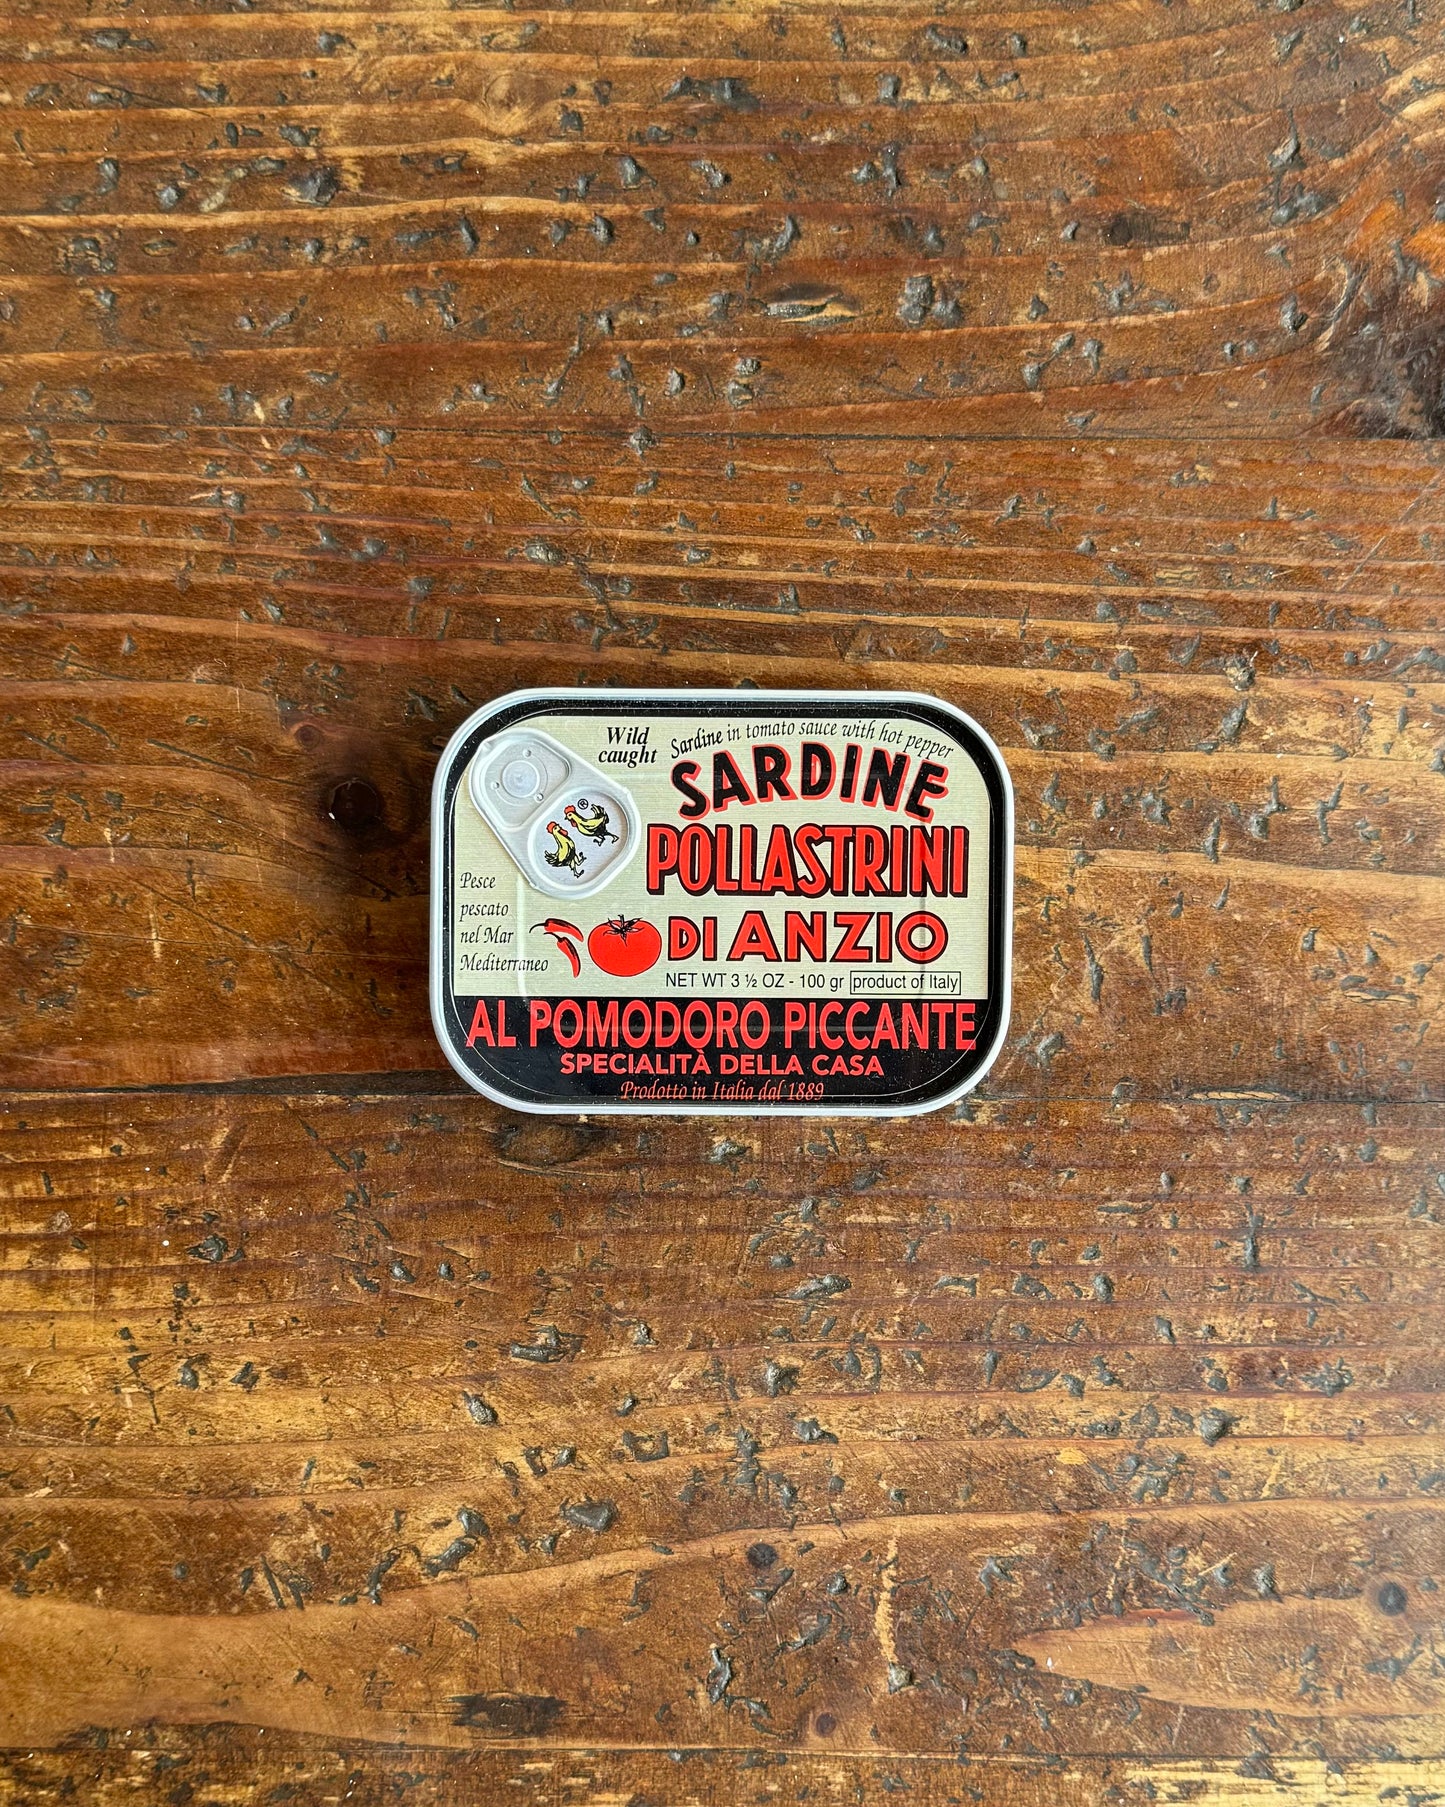 Wild
caught
Sardine in tomato sauce with hot pepper
SARDINE
POLLASTRINI
DI ANZIO
®
Pesce
pescato
nel Mar
Mediterraneo
NET WT 3 ½ OZ - 100 gr product of Italy
AL POMODORO PICCANTE
SPECIALITÀ DELLA CASA
Prodotto in Italia dal 1889